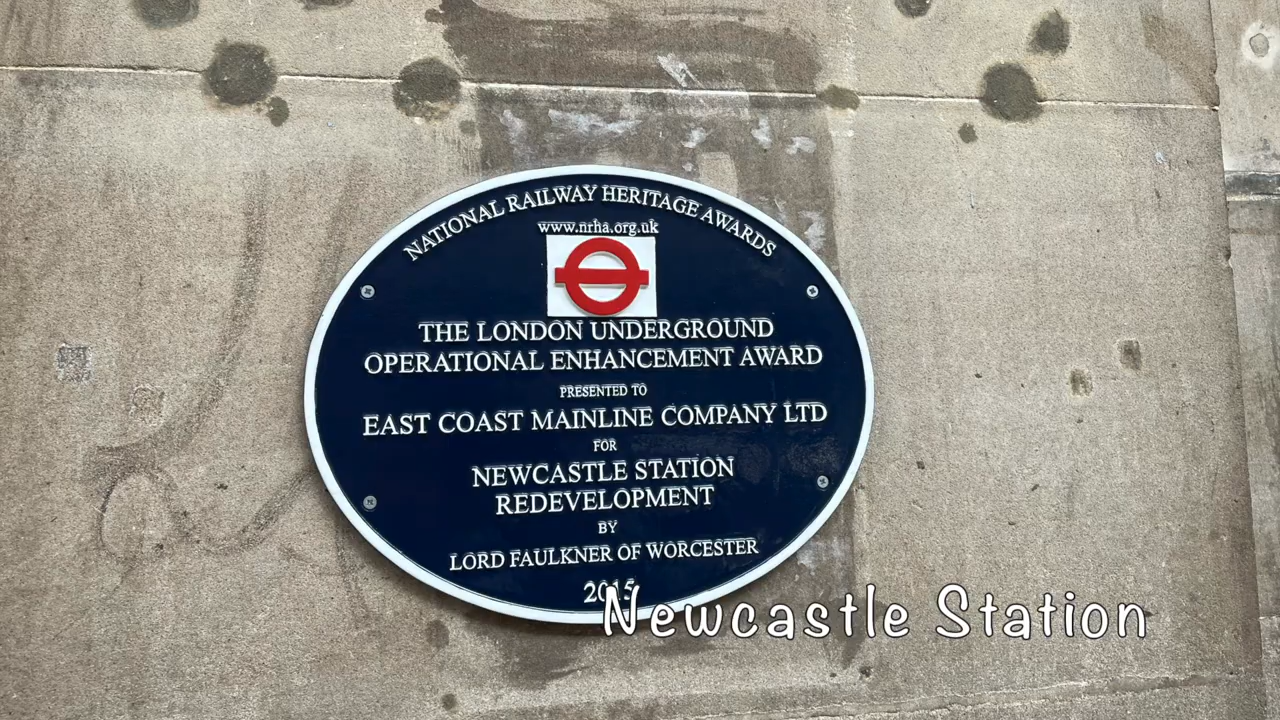 NATIONAL RAILWAY HERITAGE AWARDS
www.nrha.org.uk
THE LONDON UNDERGROUND
OPERATIONAL ENHANCEMENT AWARD
PRESENTED TO
EAST COAST MAINLINE COMPANY LTD
FOR
NEWCASTLE STATION
REDEVELOPMENT
BY
LORD FAULKNER OF WORCESTER
2015
Newcastle Station